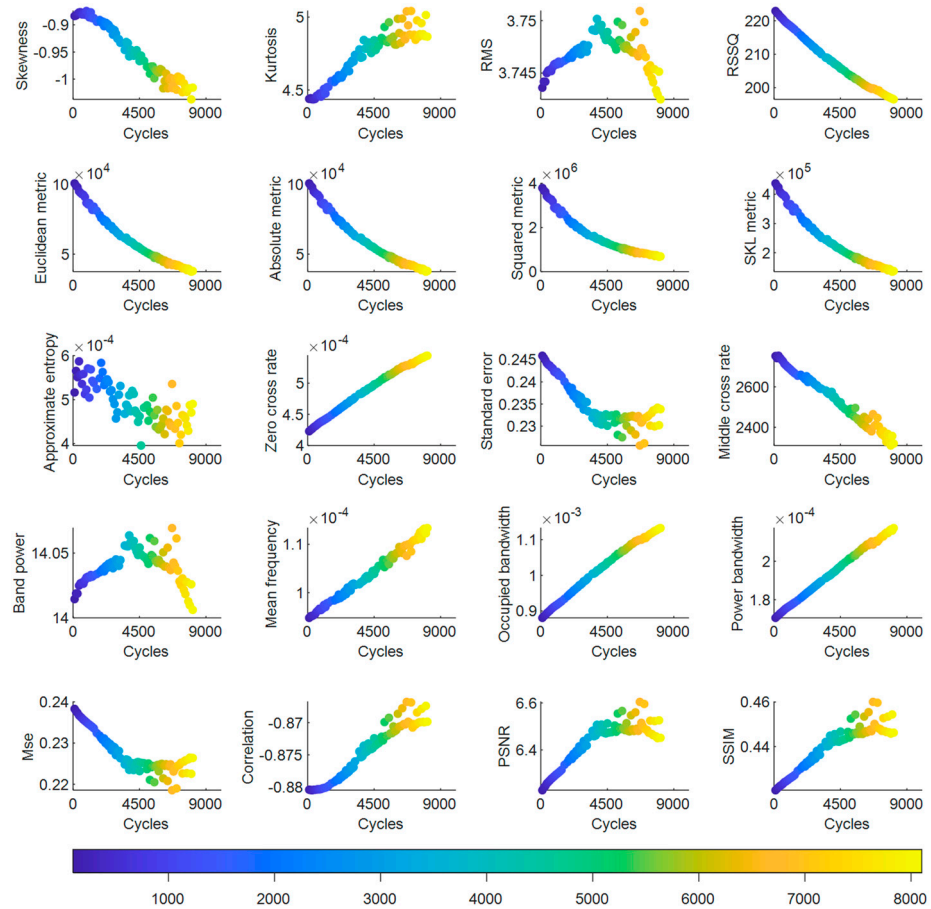 Skewness
-0.9
-0.95
-1
0 4500 9000
Cycles
Kurtosis
5
4.5
0 4500 9000
Cycles
RMS
3.75
3.745
0 4500 9000
Cycles
RSSQ
220
210
200
0 4500 9000
Cycles
Euclidean metric
× 10^4
10
5
0 4500 9000
Cycles
Absolute metric
× 10^4
10
5
0 4500 9000
Cycles
Squared metric
× 10^6
4
2
0
0 4500 9000
Cycles
SKL metric
× 10^5
4
3
2
0 4500 9000
Cycles
Approximate entropy
× 10^-4
6
5
4
0 4500 9000
Cycles
Zero cross rate
× 10^-4
5
4.5
4
0 4500 9000
Cycles
Standard error
0.245
0.24
0.235
0.23
0 4500 9000
Cycles
Middle cross rate
2600
2400
0 4500 9000
Cycles
Band power
14.05
14
0 4500 9000
Cycles
Mean frequency
× 10^-4
1.1
1
0 4500 9000
Cycles
Occupied bandwidth
× 10^-3
1.1
1
0.9
0 4500 9000
Cycles
Power bandwidth
× 10^-4
2
1.8
0 4500 9000
Cycles
Mse
0.24
0.23
0.22
0 4500 9000
Cycles
Correlation
-0.87
-0.875
-0.88
0 4500 9000
Cycles
PSNR
6.6
6.4
0 4500 9000
Cycles
SSIM
0.46
0.44
0 4500 9000
Cycles
1000 2000 3000 4000 5000 6000 7000 8000